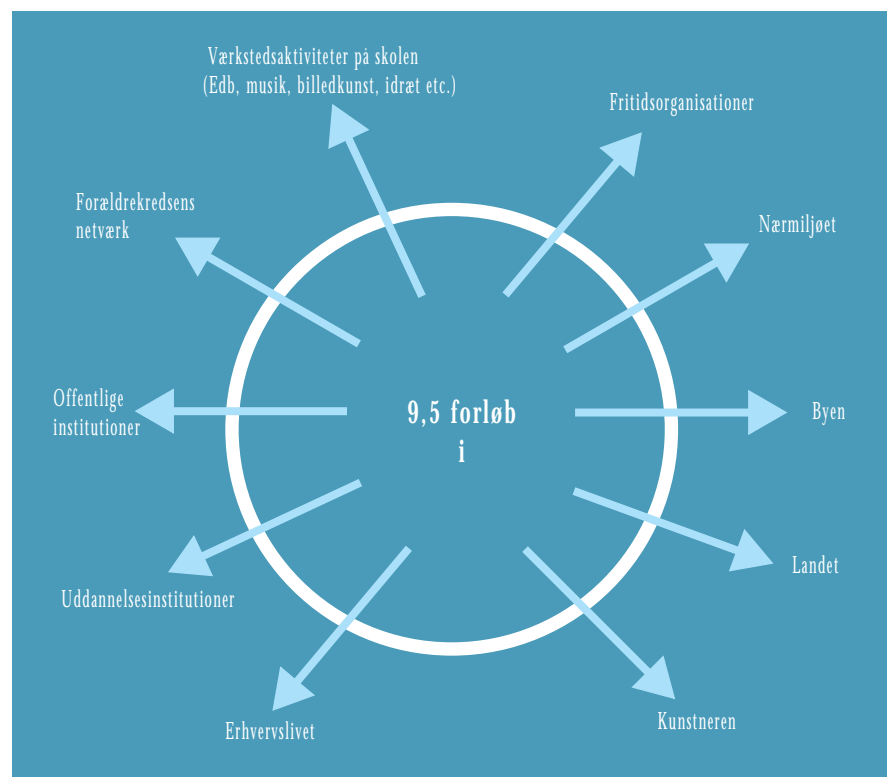 Værkstedsaktiviteter på skolen
(Edb, musik, billedkunst, idræt etc.)
Fritidsorganisationer
Forældrekredsens
netværk
Nærmiljøet
Offentlige
institutioner
9,5 forløb
i
Byen
Landet
Uddannelsesinstitutioner
Kunstneren
Erhvervslivet